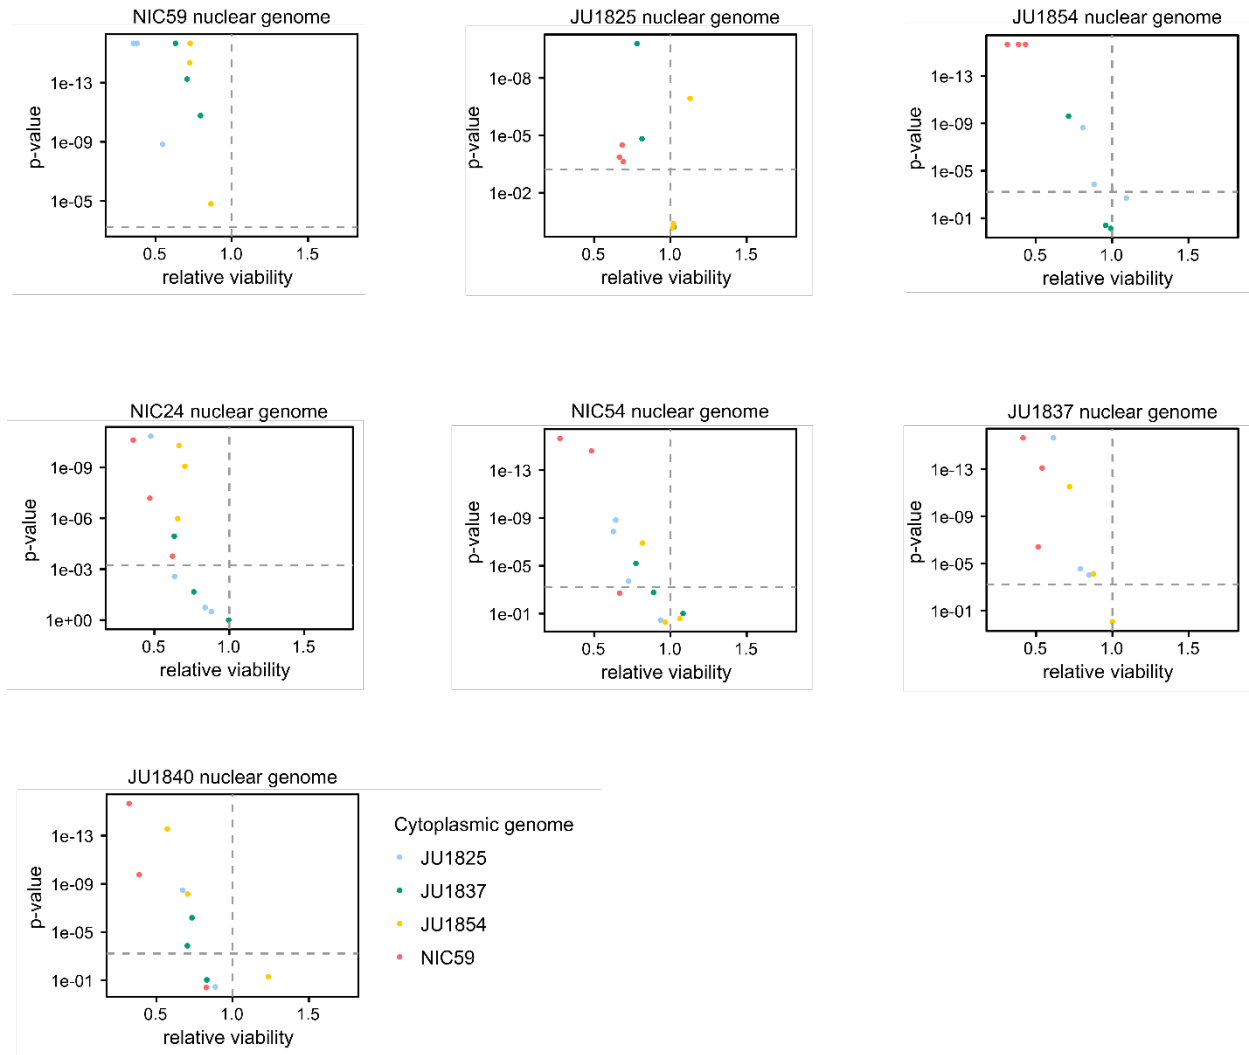 NIC59 nuclear genome
1e-13
1e-09
1e-05
p-value
0.5 1.0 1.5
relative viability
JU1825 nuclear genome
1e-08
1e-05
1e-02
p-value
0.5 1.0 1.5
relative viability
JU1854 nuclear genome
1e-13
1e-09
1e-05
1e-01
p-value
0.5 1.0 1.5
relative viability
NIC24 nuclear genome
1e-09
1e-06
1e-03
1e+00
p-value
0.5 1.0 1.5
relative viability
NIC54 nuclear genome
1e-13
1e-09
1e-05
1e-01
p-value
0.5 1.0 1.5
relative viability
JU1837 nuclear genome
1e-13
1e-09
1e-05
1e-01
p-value
0.5 1.0 1.5
relative viability
JU1840 nuclear genome
1e-13
1e-09
1e-05
1e-01
p-value
0.5 1.0 1.5
relative viability
Cytoplasmic genome
JU1825
JU1837
JU1854
NIC59